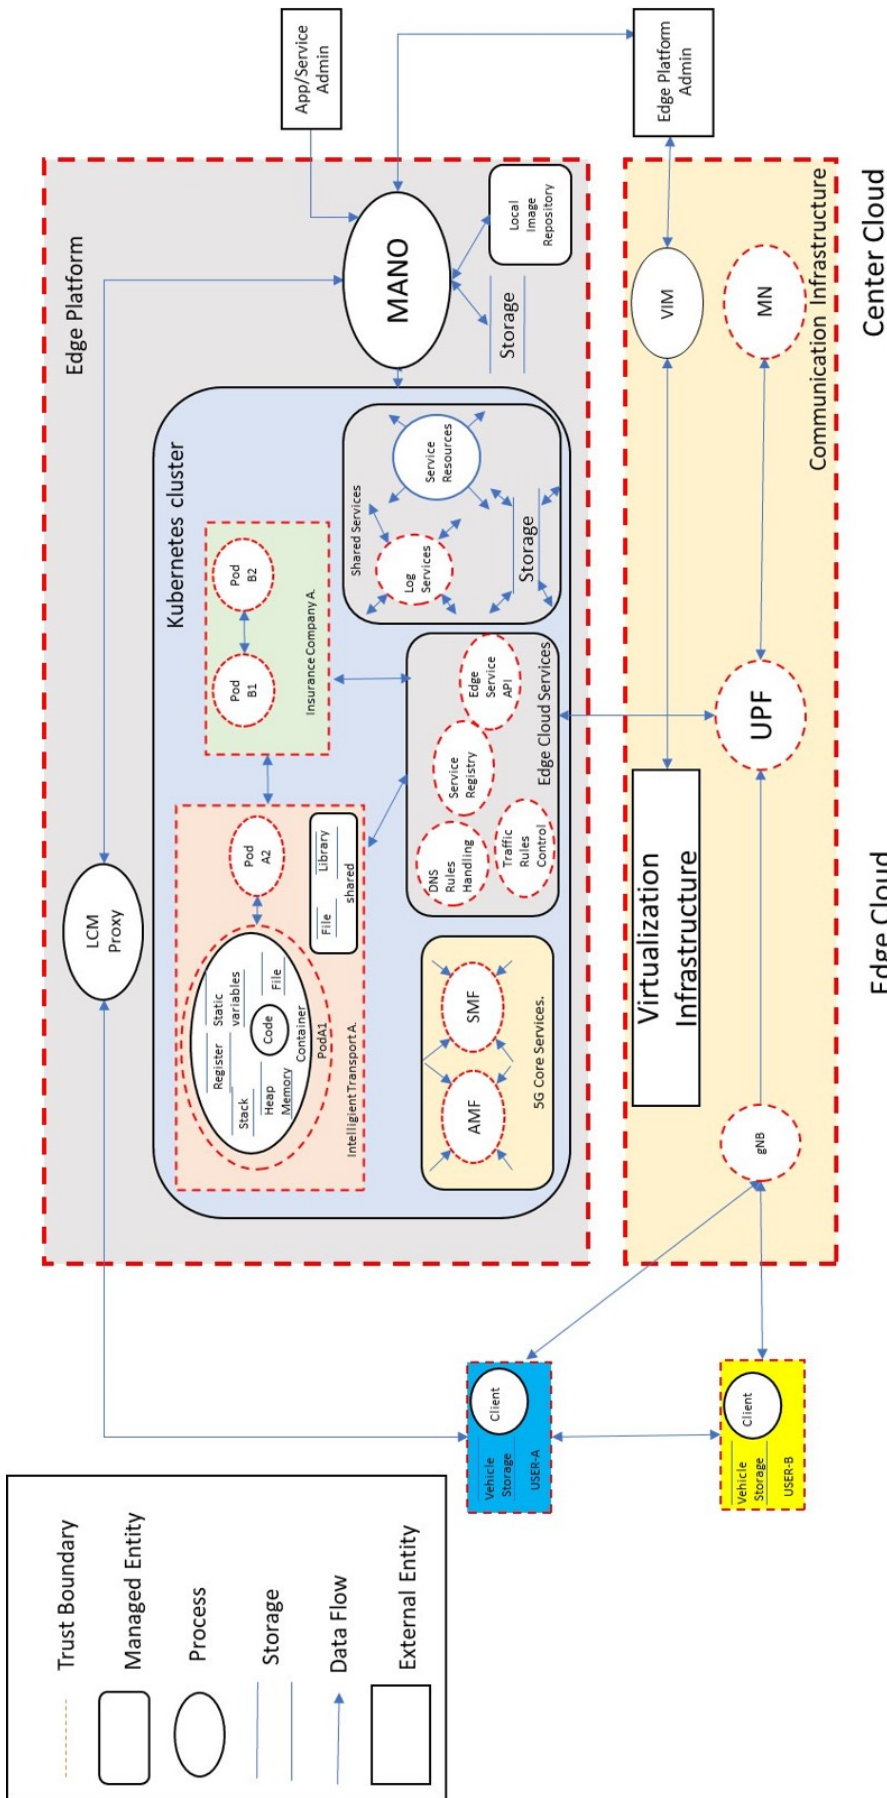 Trust Boundary
Managed Entity
Process
Storage
Data Flow
External Entity
Edge Platform
App/Service
Admin
Edge Platform
Admin
LCM
Proxy
MANO
Local
Image
Repository
Storage
Kubernetes cluster
Register
Static
variables
Stack
Code
File
Heap
Memory
Container
PodA1
Pod
A2
File
Library
shared
Intelligient Transport A.
Pod
B1
Pod
B2
Insurance Company A.
Shared Services
Log
Services
Service
Resources
Storage
AMF
SMF
5G Core Services.
DNS
Rules
Handling
Service
Registry
Edge
Service
API
Traffic
Rules
Control
Edge Cloud Services
Vehicle
Storage
Client
USER-A
Vehicle
Storage
Client
USER-B
Virtualization
Infrastructure
VIM
gNB
UPF
MN
Communication Infrastructure
Edge Cloud
Center Cloud